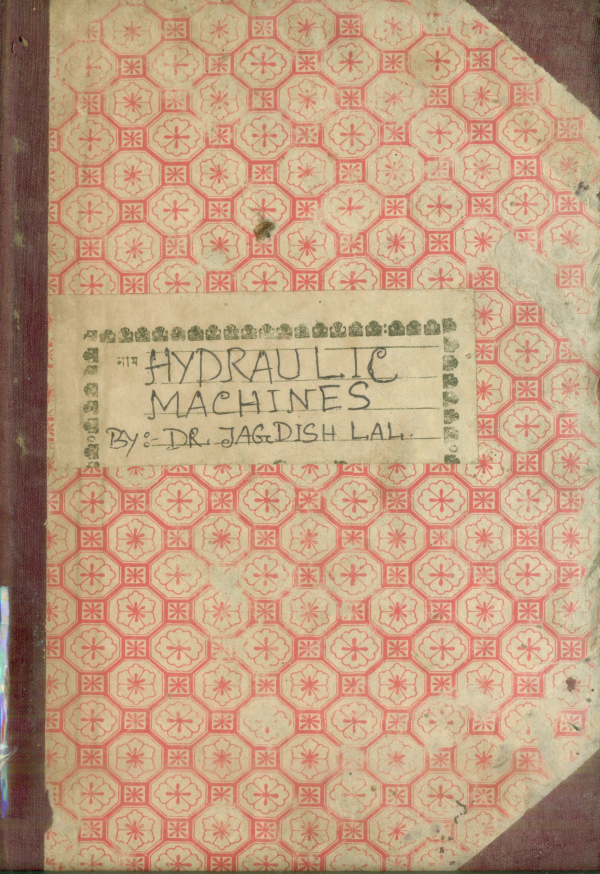 নাম HYDRAULIC
MACHINES
BY:- DR. JAGDISH LAL.